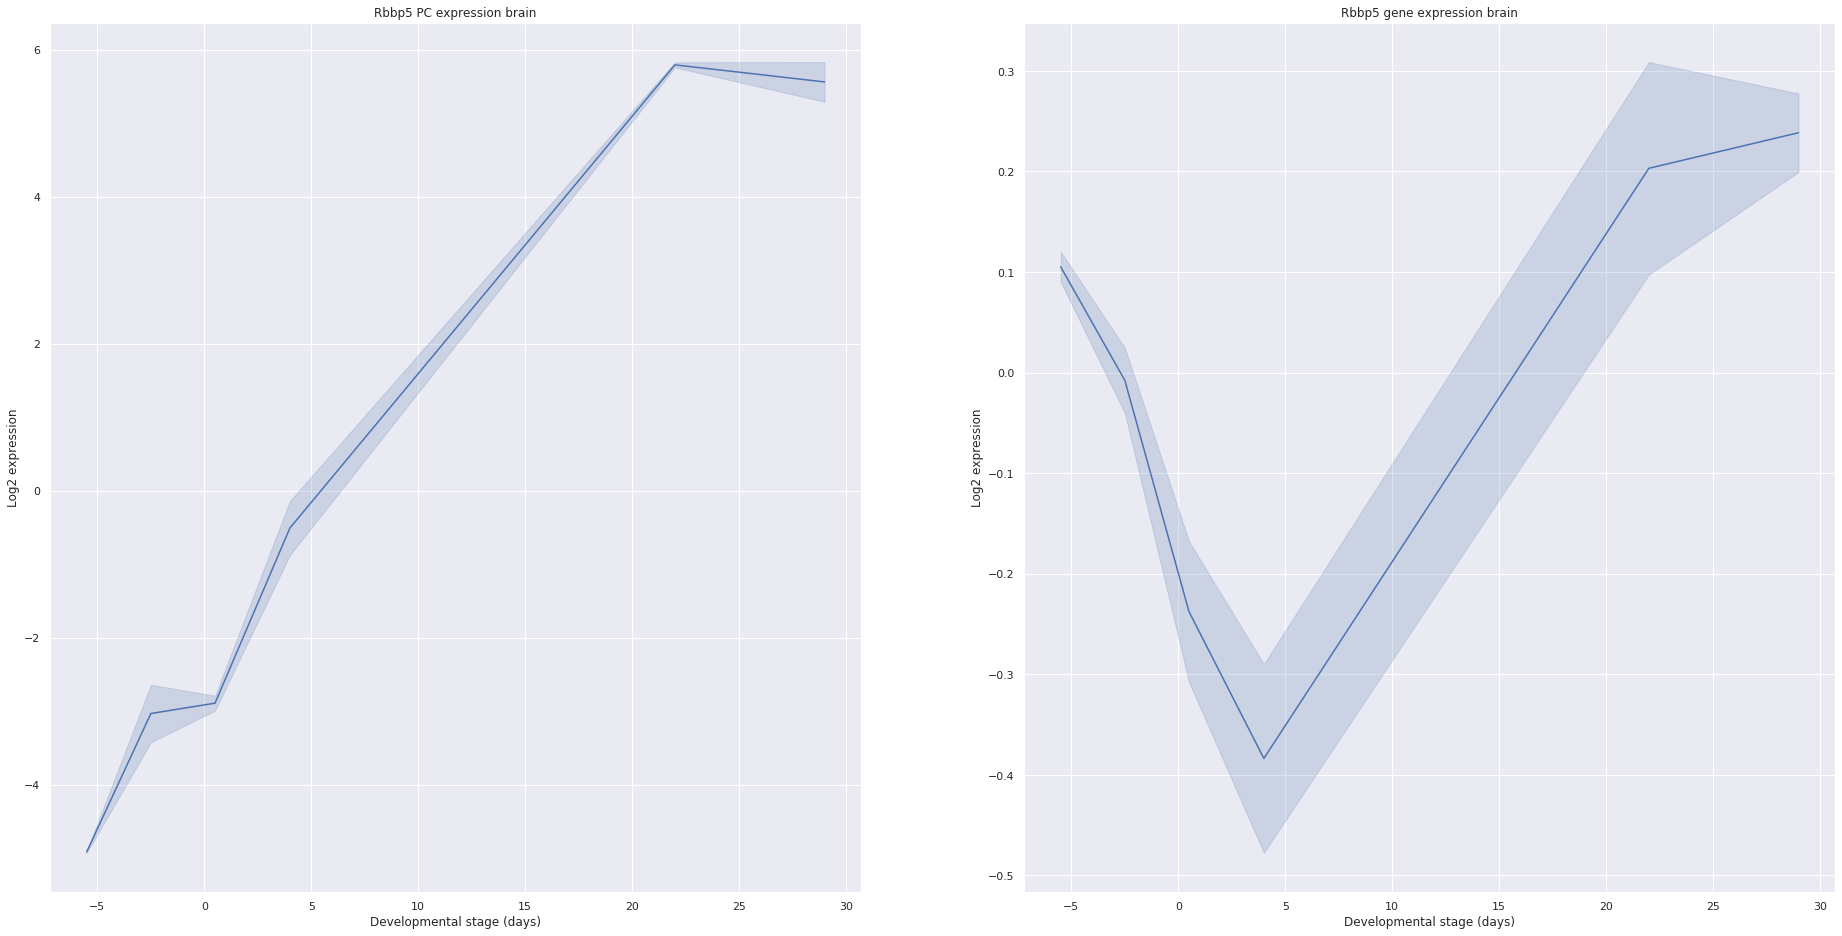 Rbbp5 PC expression brain
6
4
2
0
−2
−4
Log2 expression
−5 0 5 10 15 20 25 30
Developmental stage (days)
Rbbp5 gene expression brain
0.3
0.2
0.1
0.0
−0.1
−0.2
−0.3
−0.4
−0.5
Log2 expression
−5 0 5 10 15 20 25 30
Developmental stage (days)